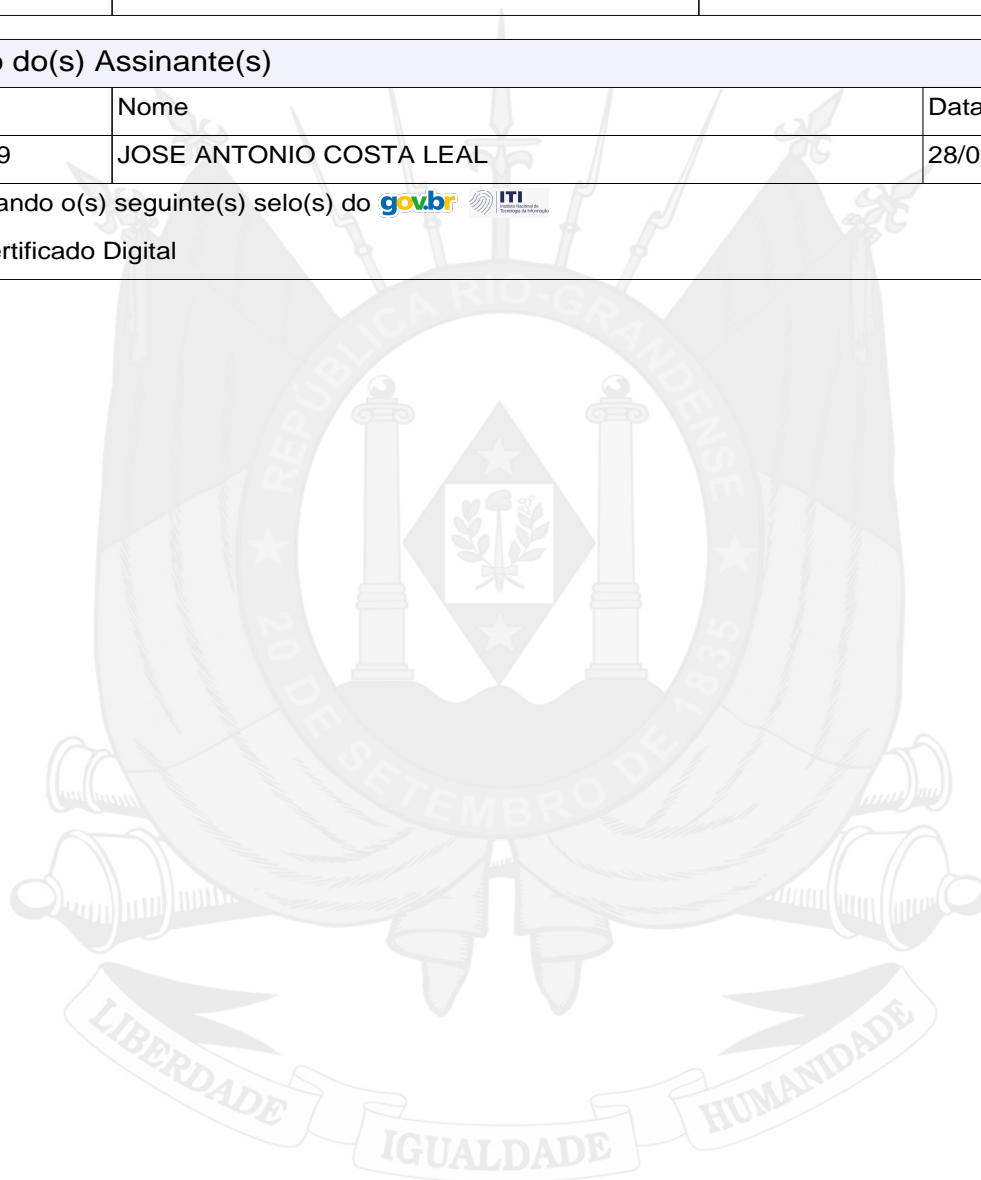 o do(s) Assinante(s)
Nome Data
9 JOSE ANTONIO COSTA LEAL 28/0
ando o(s) seguinte(s) selo(s) do gov.br ITI
rtificado Digital
REPÚBLICA RIO-GRANDENSE
20 DE SETEMBRO DE 1835
LIBERDADE IGUALDADE HUMANIDADE